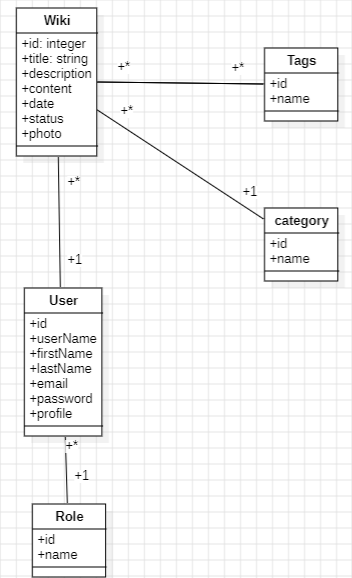 Wiki
+id: integer
+title: string
+description
+content
+date
+status
+photo
+*
+*
Tags
+id
+name
+*
+1
category
+id
+name
+*
+1
User
+id
+userName
+firstName
+lastName
+email
+password
+profile
+*
+1
Role
+id
+name